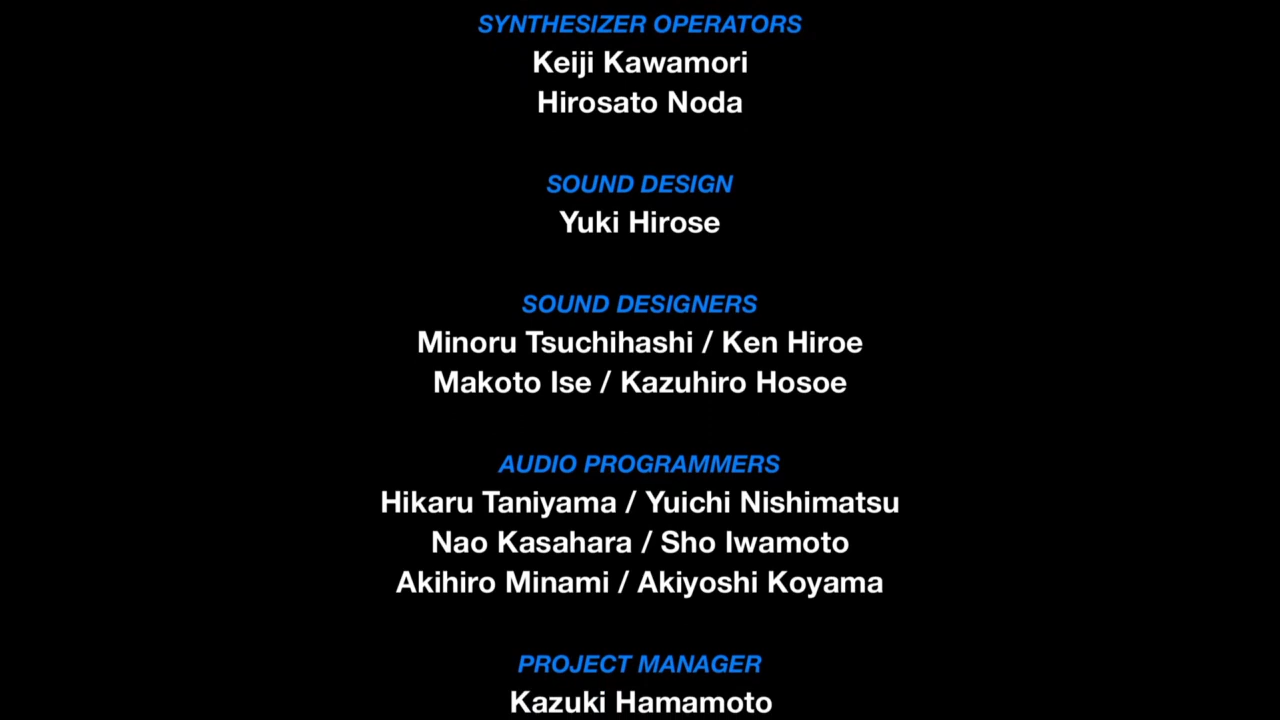 SYNTHESIZER OPERATORS
Keiji Kawamori
Hirosato Noda
SOUND DESIGN
Yuki Hirose
SOUND DESIGNERS
Minoru Tsuchihashi / Ken Hiroe
Makoto Ise / Kazuhiro Hosoe
AUDIO PROGRAMMERS
Hikaru Taniyama / Yuichi Nishimatsu
Nao Kasahara / Sho Iwamoto
Akihiro Minami / Akiyoshi Koyama
PROJECT MANAGER
Kazuki Hamamoto